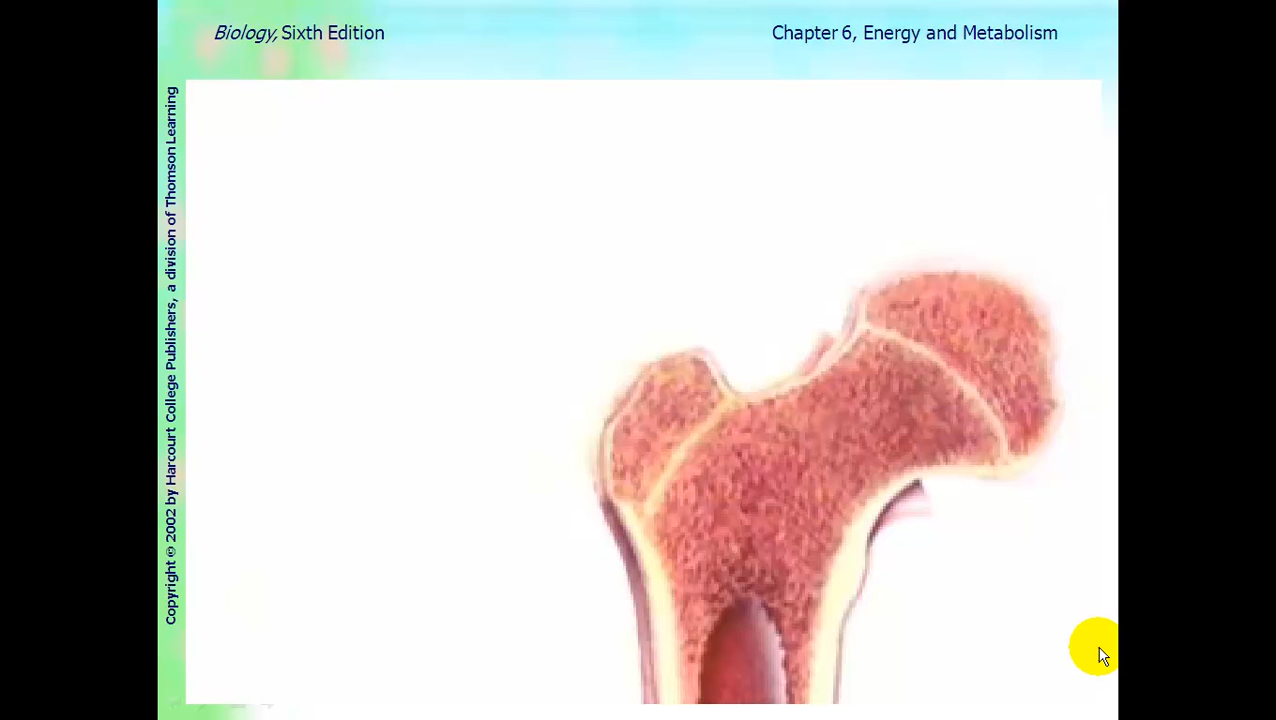 Biology, Sixth Edition
Chapter 6, Energy and Metabolism
Copyright © 2002 by Harcourt College Publishers, a division of Thomson Learning